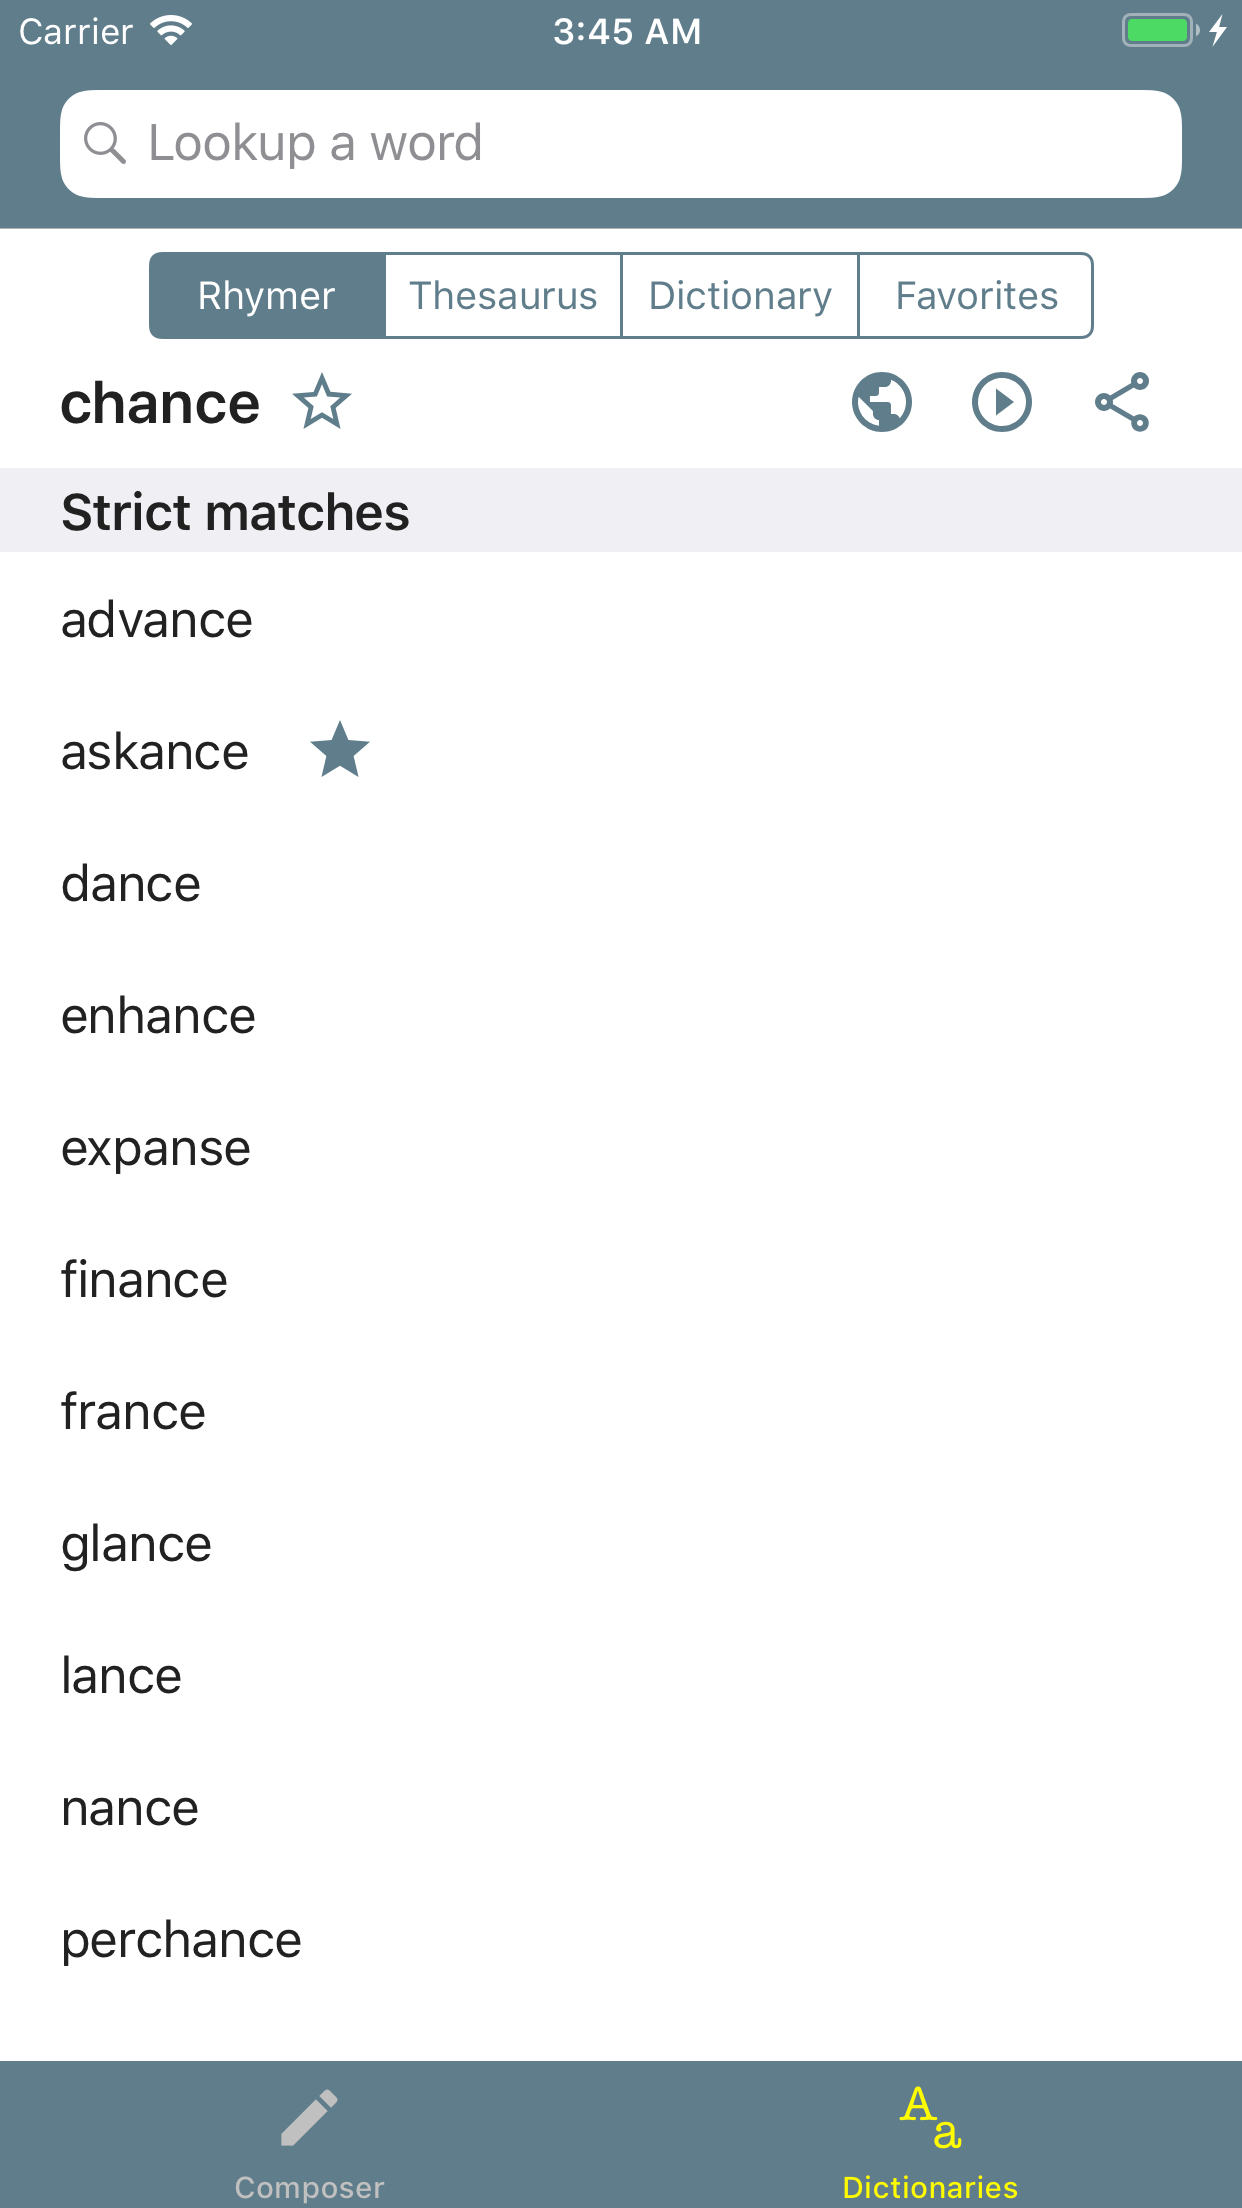 Carrier 3:45 AM
Lookup a word
Rhymer Thesaurus Dictionary Favorites
chance
Strict matches
advance
askance
dance
enhance
expanse
finance
france
glance
lance
nance
perchance
Aa
Composer Dictionaries